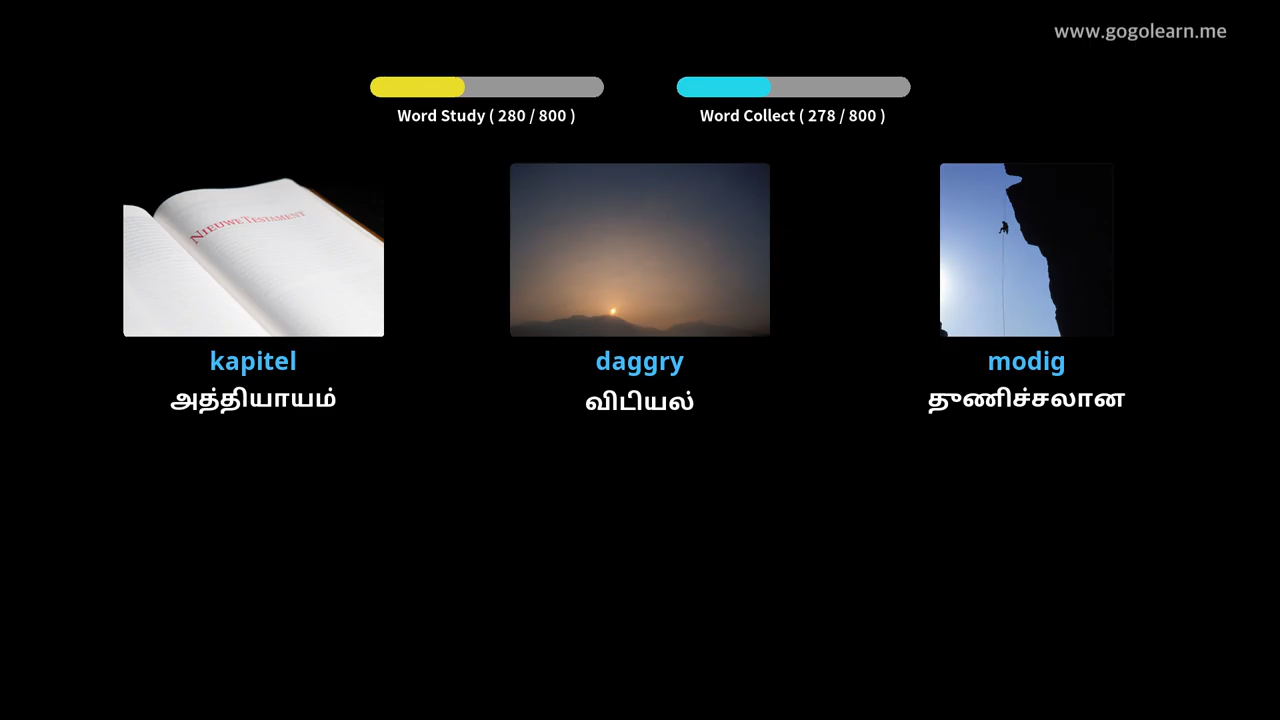 www.gogolearn.me
Word Study ( 280 / 800 )
Word Collect ( 278 / 800 )
NIEUWE TESTAMENT
kapitel
daggry
modig
அத்தியாயம்
விடியல்
துணிச்சலான